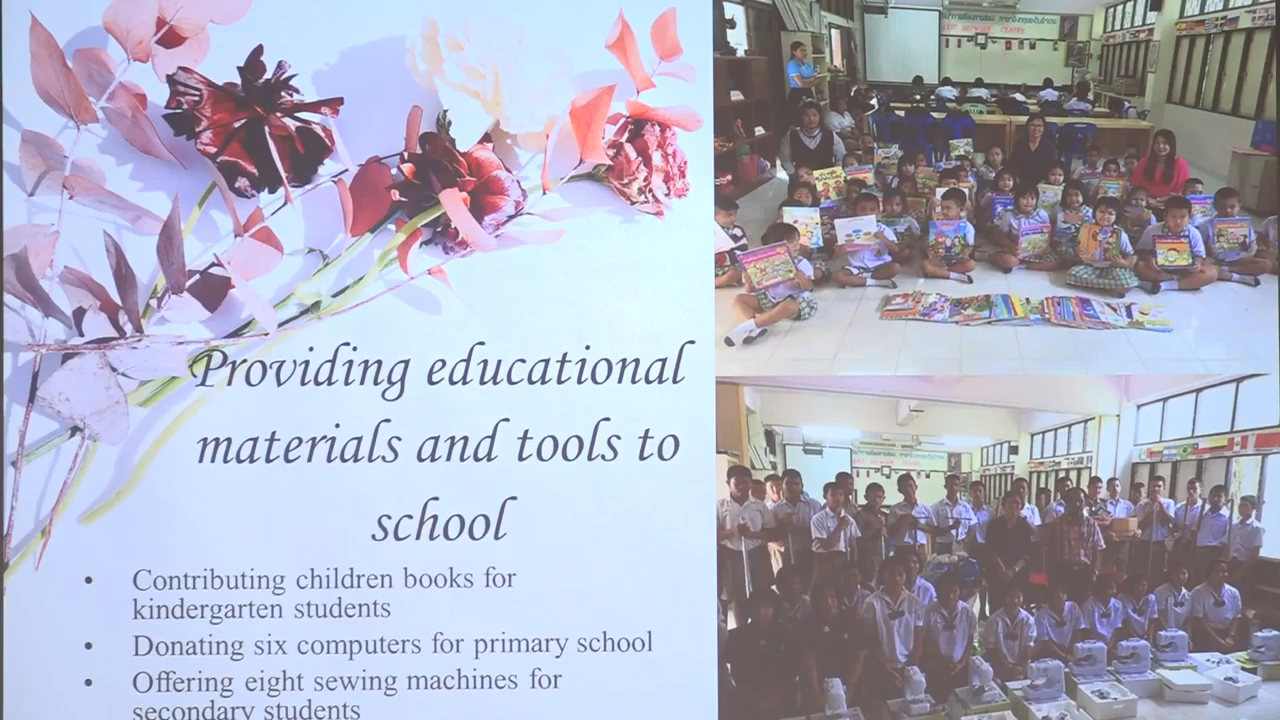 Providing educational
materials and tools to
school
• Contributing children books for
kindergarten students
• Donating six computers for primary school
• Offering eight sewing machines for
secondary students